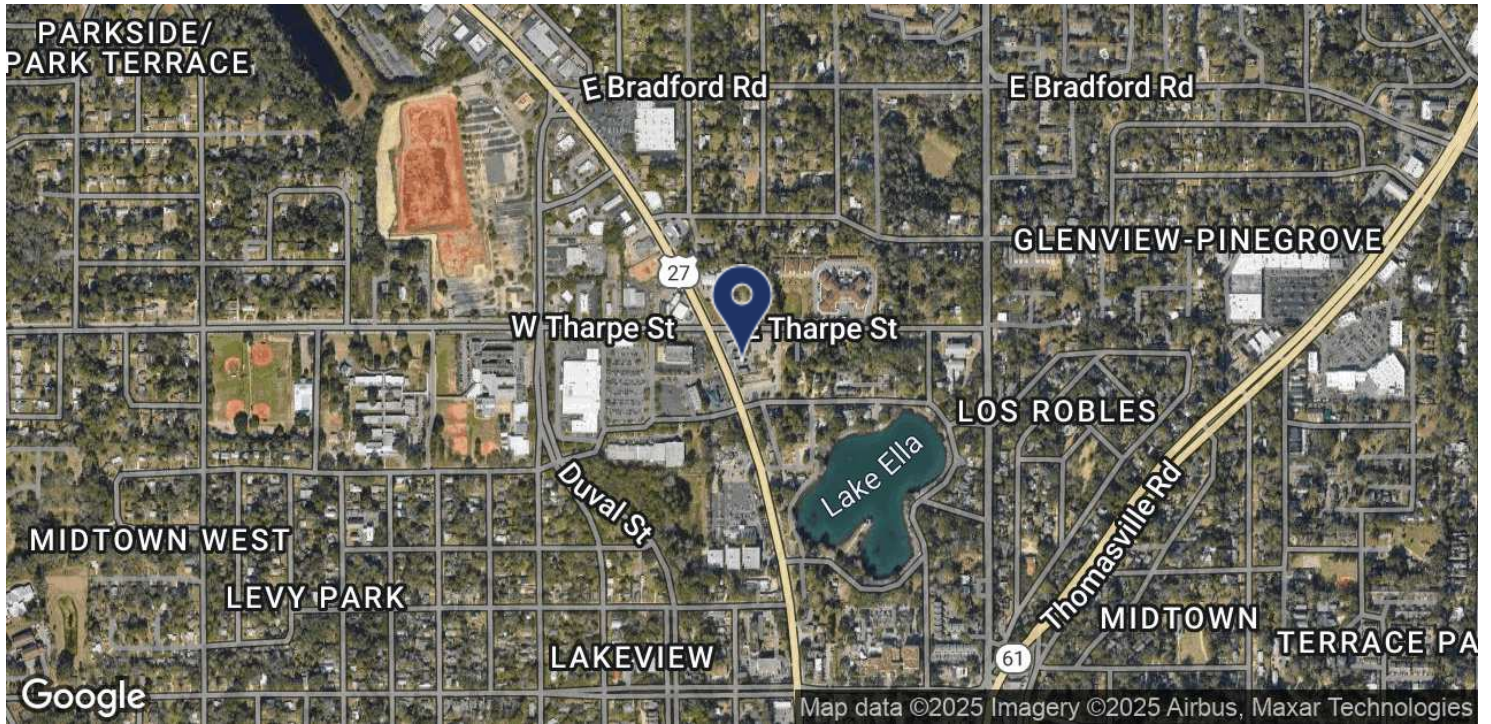 PARKSIDE/
PARK TERRACE
E Bradford Rd
E Bradford Rd
GLENVIEW-PINEGROVE
27
W Tharpe St
E Tharpe St
LOS ROBLES
Lake Ella
Duval St
Thomasville Rd
MIDTOWN WEST
LEVY PARK
MIDTOWN
LAKEVIEW
TERRACE PA
61
Google
Map data ©2025 Imagery ©2025 Airbus, Maxar Technologies